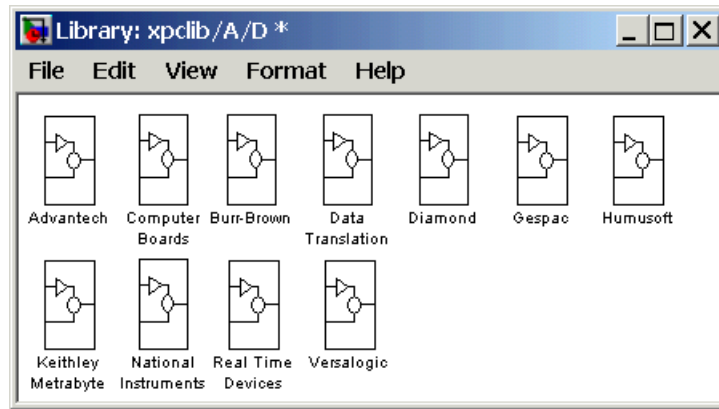 Library: xpclib/A/D *
File Edit View Format Help
Advantech Computer Boards Burr-Brown Data Translation Diamond Gespac Humusoft
Keithley Metrabyte National Instruments Real Time Devices Versalogic